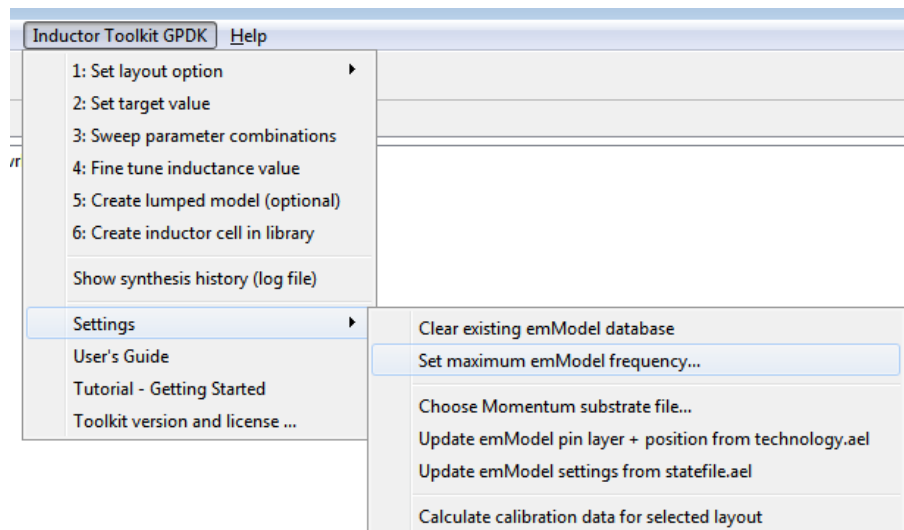 Inductor Toolkit GPDK Help
1: Set layout option
2: Set target value
3: Sweep parameter combinations
4: Fine tune inductance value
5: Create lumped model (optional)
6: Create inductor cell in library
Show synthesis history (log file)
Settings
User's Guide
Tutorial - Getting Started
Toolkit version and license ...
Clear existing emModel database
Set maximum emModel frequency...
Choose Momentum substrate file...
Update emModel pin layer + position from technology.ael
Update emModel settings from statefile.ael
Calculate calibration data for selected layout